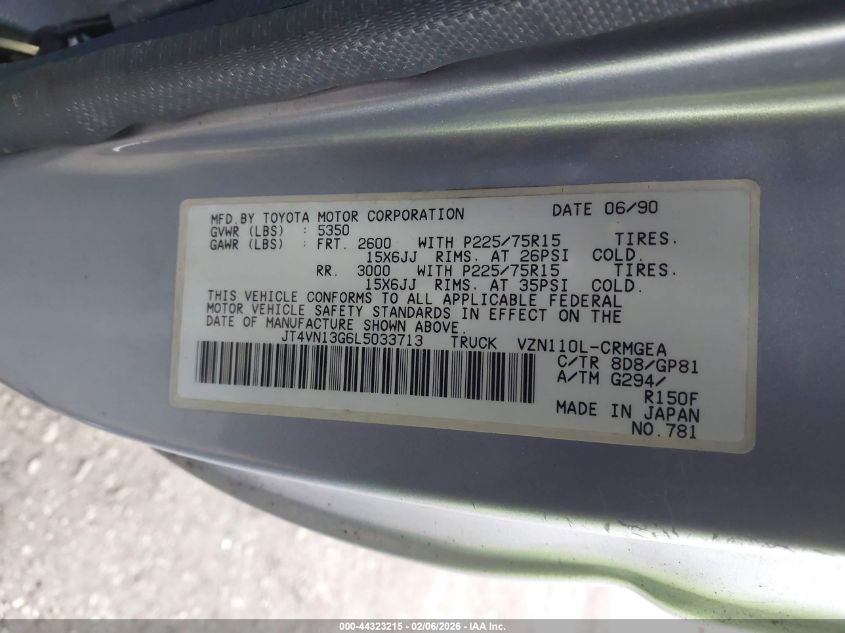 MFD. BY TOYOTA MOTOR CORPORATION DATE 06/90
GVWR (LBS) : 5350
GAWR (LBS) : FRT. 2600 WITH P225/75R15 TIRES.
15X6JJ RIMS. AT 26PSI COLD.
RR. 3000 WITH P225/75R15 TIRES.
15X6JJ RIMS. AT 35PSI COLD.
THIS VEHICLE CONFORMS TO ALL APPLICABLE FEDERAL
MOTOR VEHICLE SAFETY STANDARDS IN EFFECT ON THE
DATE OF MANUFACTURE SHOWN ABOVE.
JT4VN13G6L5033713 TRUCK VZN110L-CRMGEA
C/TR 8D8/GP81
A/TM G294/
R150F
MADE IN JAPAN
NO. 781
000-44323215 - 02/06/2026 - IAA Inc.